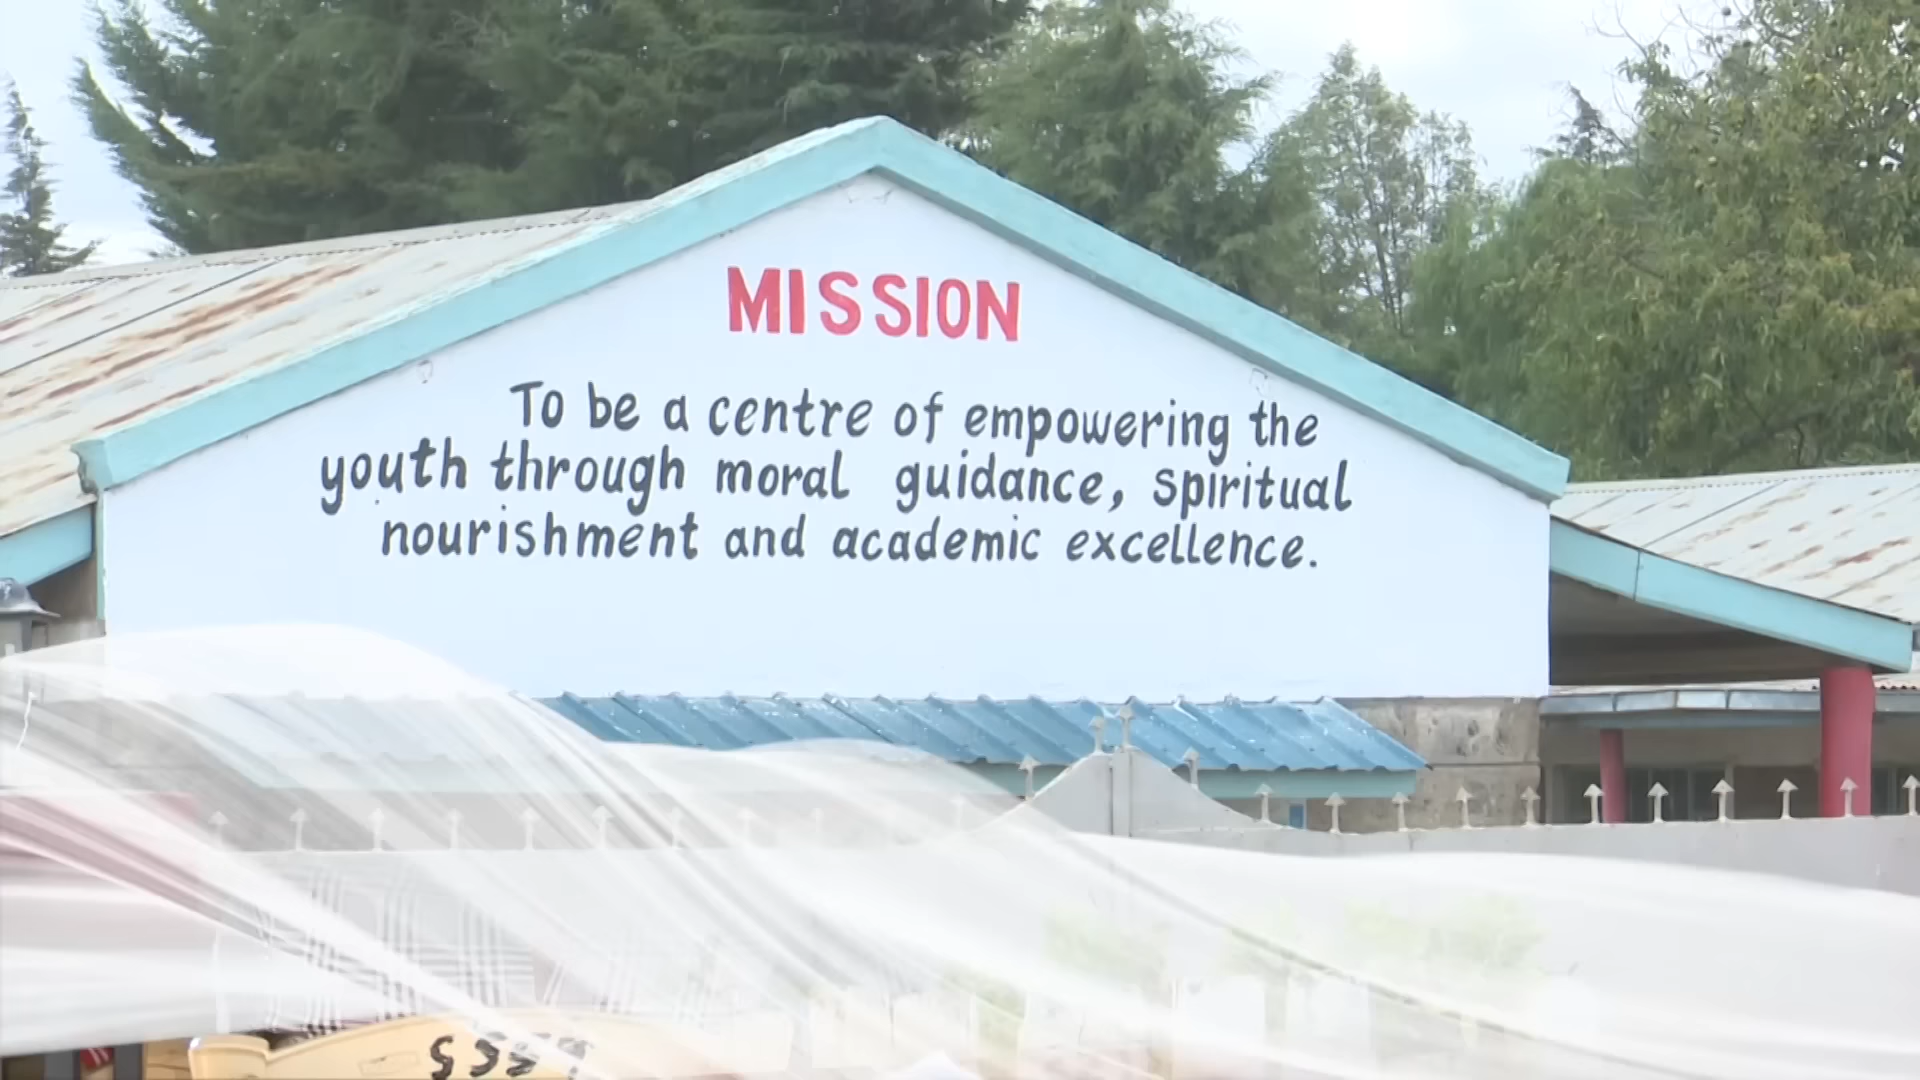 MISSION
To be a centre of empowering the
youth through moral guidance, spiritual
nourishment and academic excellence.